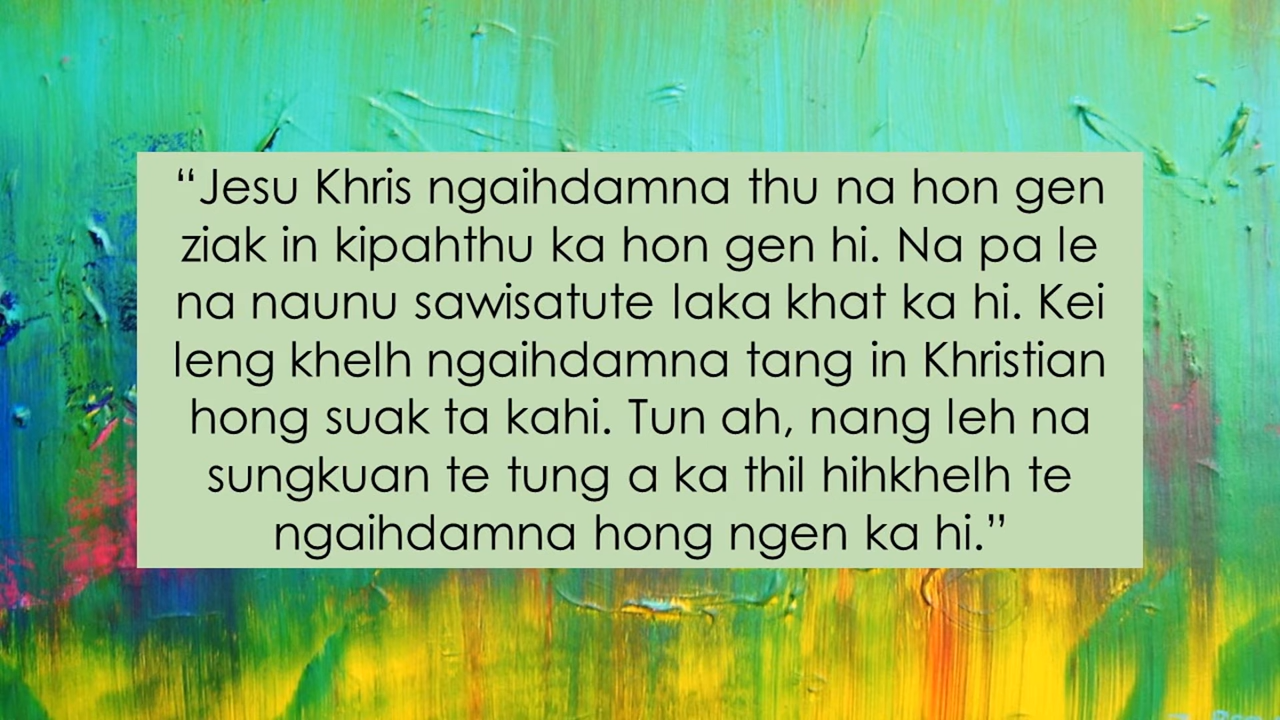 “Jesu Khris ngaihdamna thu na hon gen
ziak in kipahthu ka hon gen hi. Na pa le
na naunu sawisatute laka khat ka hi. Kei
leng khelh ngaihdamna tang in Khristian
hong suak ta kahi. Tun ah, nang leh na
sungkuan te tung a ka thil hihkhelh te
ngaihdamna hong ngen ka hi.”